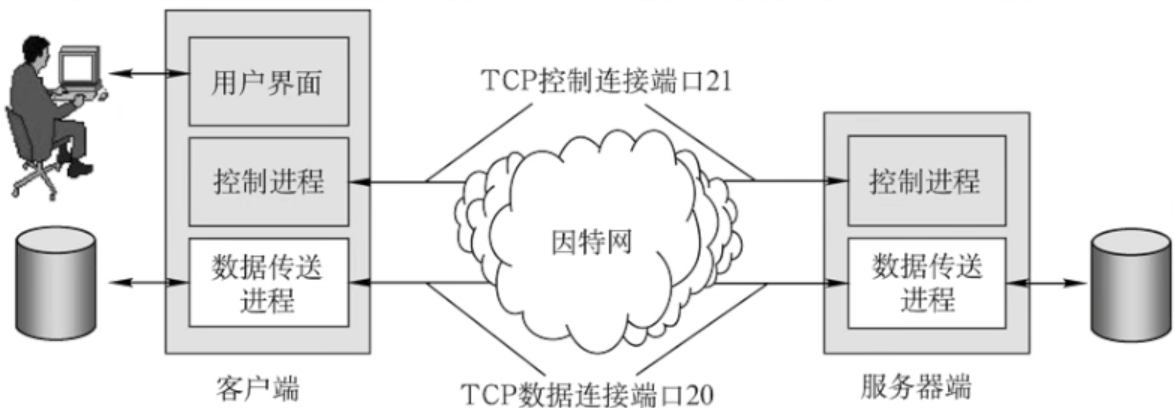 用户界面
TCP控制连接端口21
控制进程
控制进程
因特网
数据传送
进程
数据传送
进程
客户端
TCP数据连接端口20
服务器端